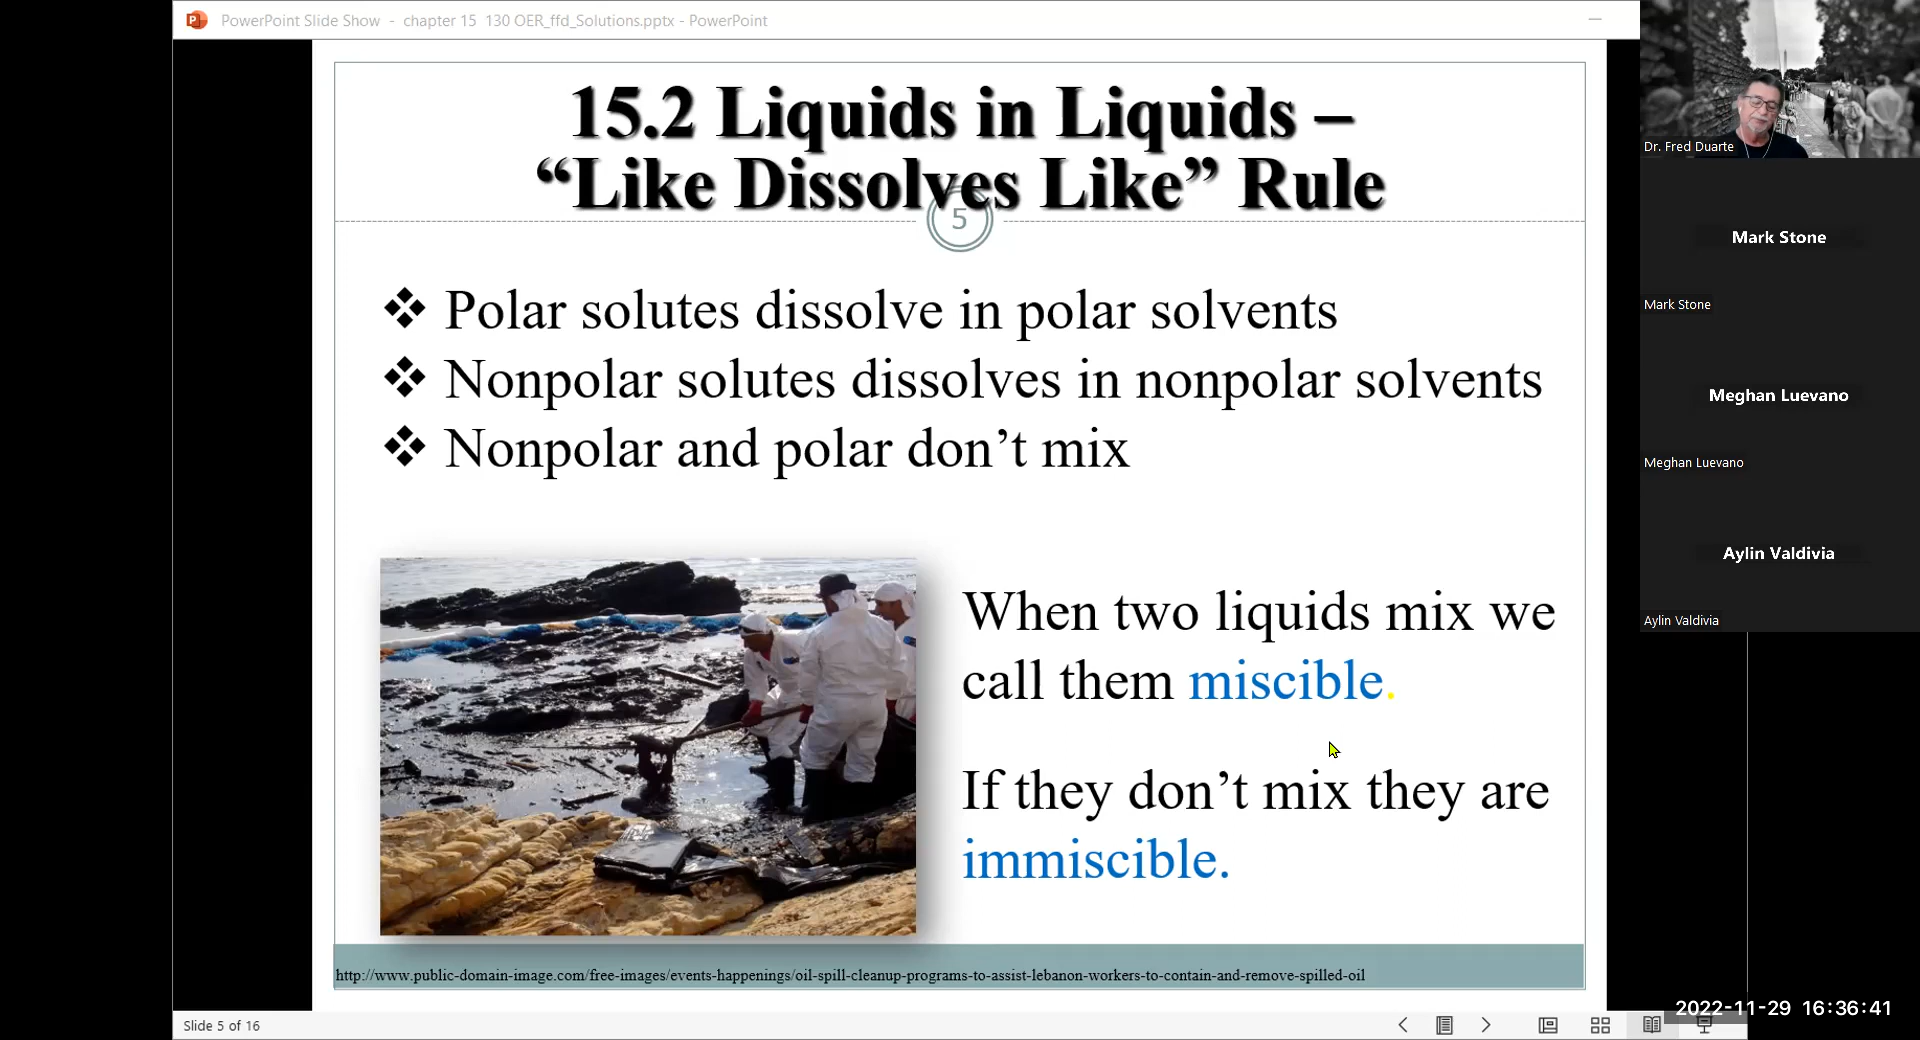 PowerPoint Slide Show - chapter 15 130 OER_ffd_Solutions.pptx - PowerPoint
15.2 Liquids in Liquids –
“Like Dissolves Like” Rule
5
❖ Polar solutes dissolve in polar solvents
❖ Nonpolar solutes dissolves in nonpolar solvents
❖ Nonpolar and polar don’t mix
When two liquids mix we
call them miscible.
If they don’t mix they are
immiscible.
http://www.public-domain-image.com/free-images/events-happenings/oil-spill-cleanup-programs-to-assist-lebanon-workers-to-contain-and-remove-spilled-oil
Slide 5 of 16
Dr. Fred Duarte
Mark Stone
Mark Stone
Meghan Luevano
Meghan Luevano
Aylin Valdivia
Aylin Valdivia
2022-11-29 16:36:41